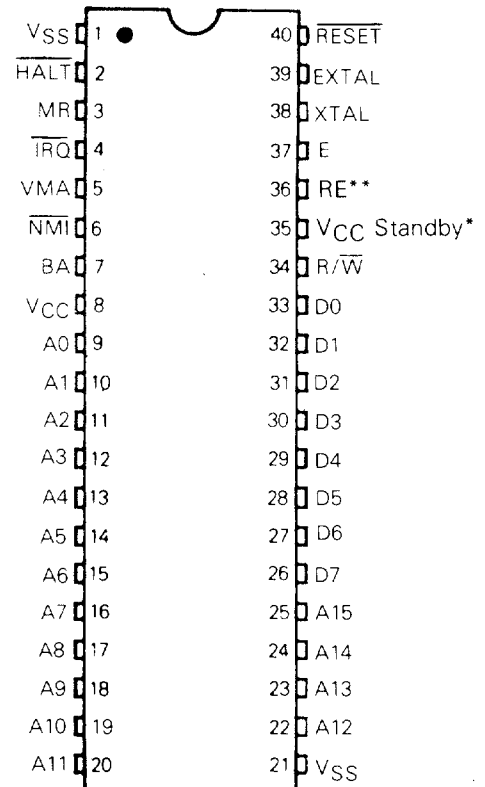 VSS 1 40 RESET
HALT 2 39 EXTAL
MR 3 38 XTAL
IRQ 4 37 E
VMA 5 36 RE**
NMI 6 35 VCC Standby*
BA 7 34 R/W
VCC 8 33 D0
A0 9 32 D1
A1 10 31 D2
A2 11 30 D3
A3 12 29 D4
A4 13 28 D5
A5 14 27 D6
A6 15 26 D7
A7 16 25 A15
A8 17 24 A14
A9 18 23 A13
A10 19 22 A12
A11 20 21 VSS